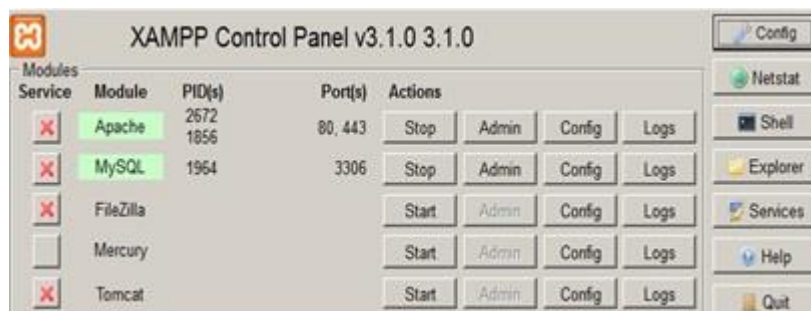 XAMPP Control Panel v3.1.0 3.1.0
Config
Modules
Service Module PID(s) Port(s) Actions
Netstat
Apache 2672 1856 80, 443 Stop Admin Config Logs
Shell
MySQL 1964 3306 Stop Admin Config Logs
Explorer
FileZilla Start Admin Config Logs
Services
Mercury Start Admin Config Logs
Help
Tomcat Start Admin Config Logs
Quit